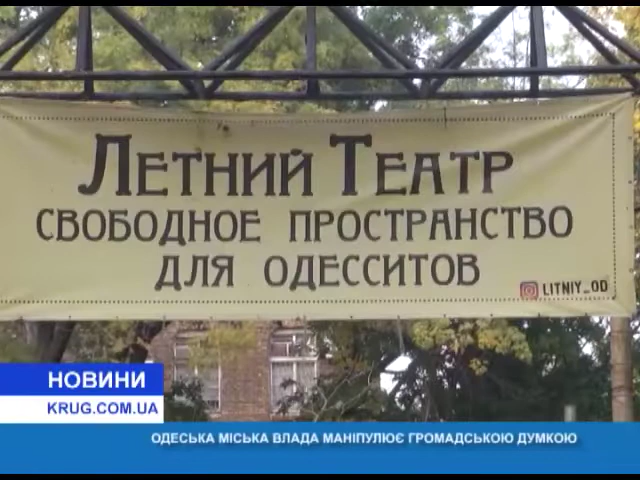 Летний Театр
свободное пространство
для одесситов
LITNIY_OD
НОВИНИ
KRUG.COM.UA
ОДЕСЬКА МІСЬКА ВЛАДА МАНІПУЛЮЄ ГРОМАДСЬКОЮ ДУМКОЮ